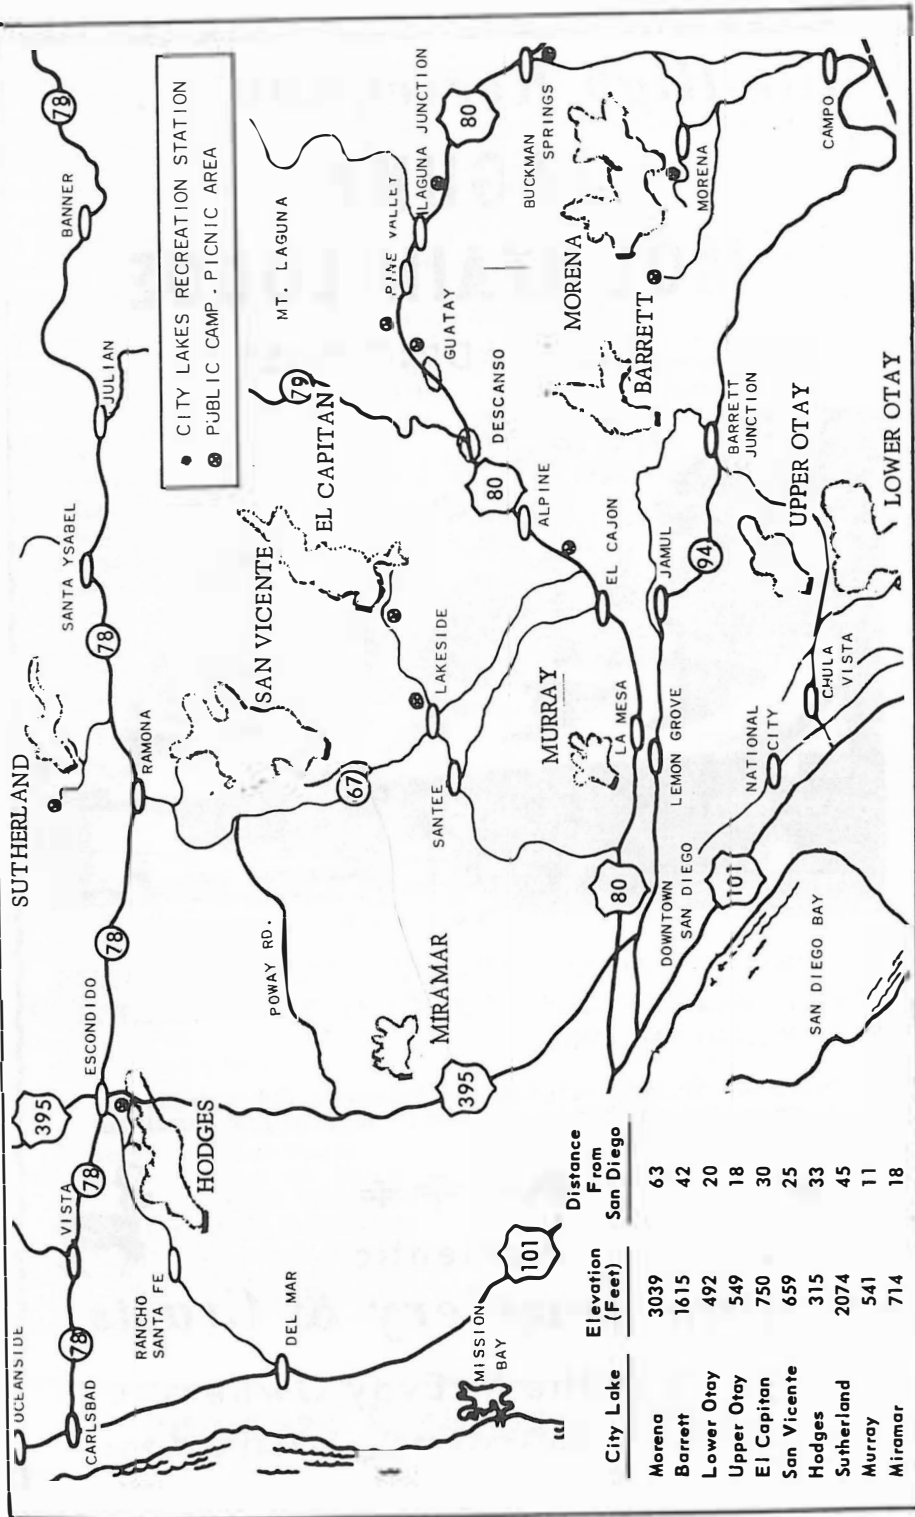 ● CITY LAKES RECREATION STATION
⊗ PUBLIC CAMP - PICNIC AREA
OCEANSIDE
CARLSBAD
78
VISTA
78
395
ESCONDIDO
78
SUTHERLAND
RAMONA
78
SANTA YSABEL
JULIAN
BANNER
78
RANCHO
SANTA FE
HODGES
POWAY RD.
SAN VICENTE
67
EL CAPITAN
79
MT. LAGUNA
DEL MAR
MISSION
BAY
101
395
MIRAMAR
SANTEE
LAKESIDE
MURRAY
ALPINE
80
DESCANSO
GUATAY
PINE VALLEY
LAGUNA JUNCTION
80
BUCKMAN
SPRINGS
MORENA
MORENA
BARRETT
CAMPO
80
LA MESA
EL CAJON
LEMON GROVE
JAMUL
94
BARRETT
JUNCTION
DOWNTOWN
SAN DIEGO
101
NATIONAL
CITY
CHULA
VISTA
UPPER OTAY
LOWER OTAY
SAN DIEGO BAY
City Lake Elevation (Feet) Distance From San Diego
Morena 3039 63
Barrett 1615 42
Lower Otay 492 20
Upper Otay 549 18
El Capitan 750 30
San Vicente 659 25
Hodges 315 33
Sutherland 2074 45
Murray 541 11
Miramar 714 18